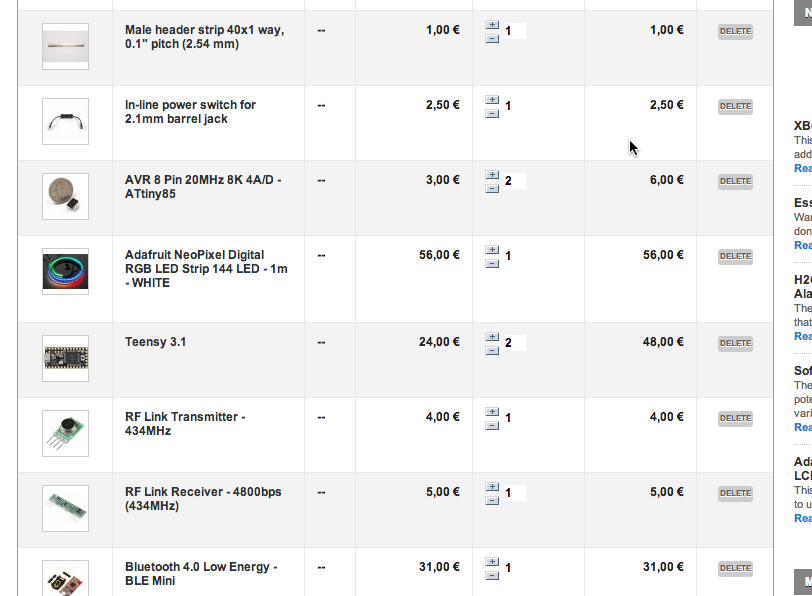 Male header strip 40x1 way, -- 1,00 € + 1 1,00 € DELETE
0.1" pitch (2.54 mm) −
In-line power switch for -- 2,50 € + 1 2,50 € DELETE
2.1mm barrel jack −
AVR 8 Pin 20MHz 8K 4A/D - -- 3,00 € + 2 6,00 € DELETE
ATtiny85 −
Adafruit NeoPixel Digital -- 56,00 € + 1 56,00 € DELETE
RGB LED Strip 144 LED - 1m −
- WHITE
Teensy 3.1 -- 24,00 € + 2 48,00 € DELETE
−
RF Link Transmitter - -- 4,00 € + 1 4,00 € DELETE
434MHz −
RF Link Receiver - 4800bps -- 5,00 € + 1 5,00 € DELETE
(434MHz) −
Bluetooth 4.0 Low Energy - -- 31,00 € + 1 31,00 € DELETE
BLE Mini −
N
XB
This
add
Rea
Ess
Wan
don
Rea
H2
Ala
The
that
Rea
Sof
The
pote
vari
Rea
Ada
LC
This
to u
Rea
M